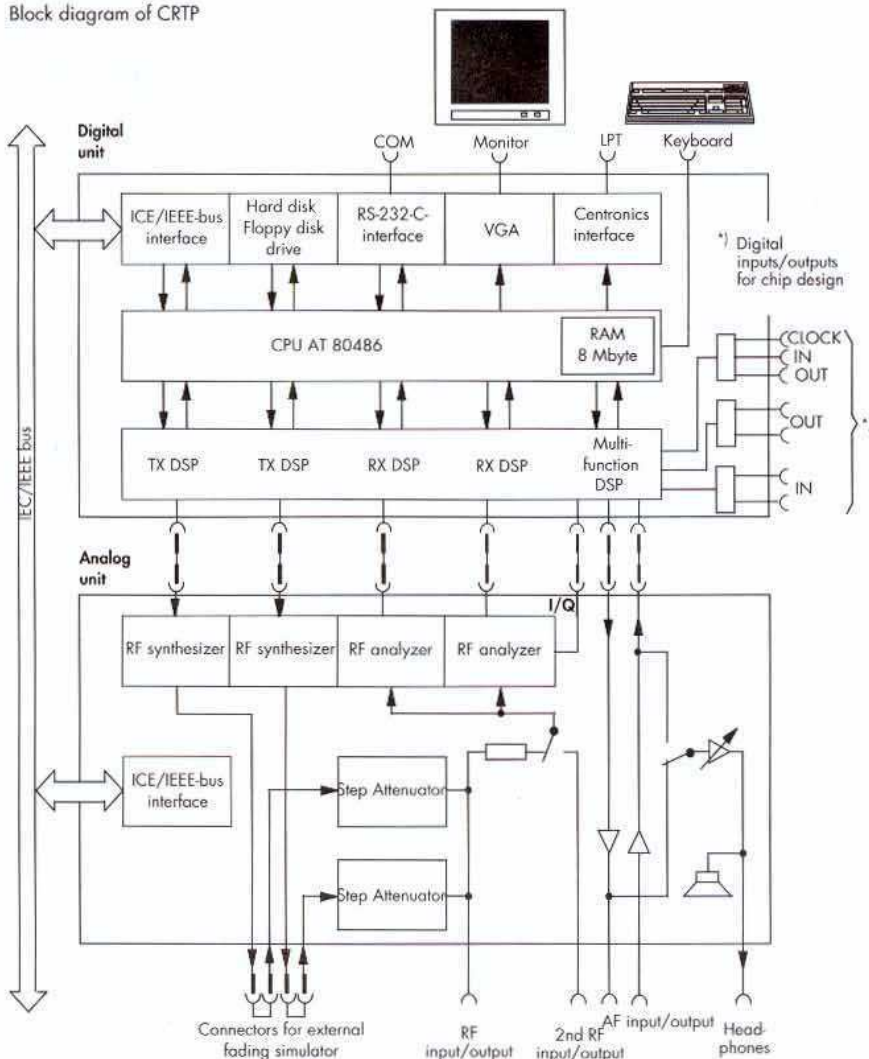 Block diagram of CRTP
Digital
unit
COM
Monitor
LPT
Keyboard
ICE/IEEE-bus
interface
Hard disk
Floppy disk
drive
RS-232-C-
interface
VGA
Centronics
interface
*) Digital
inputs/outputs
for chip design
CPU AT 80486
RAM
8 Mbyte
CLOCK
IN
OUT
OUT
IN
*)
TX DSP
TX DSP
RX DSP
RX DSP
Multi-
function
DSP
IEC/IEEE bus
Analog
unit
I/Q
RF synthesizer
RF synthesizer
RF analyzer
RF analyzer
ICE/IEEE-bus
interface
Step Attenuator
Step Attenuator
Connectors for external
fading simulator
RF
input/output
2nd RF
input/output
AF input/output
Head-
phones